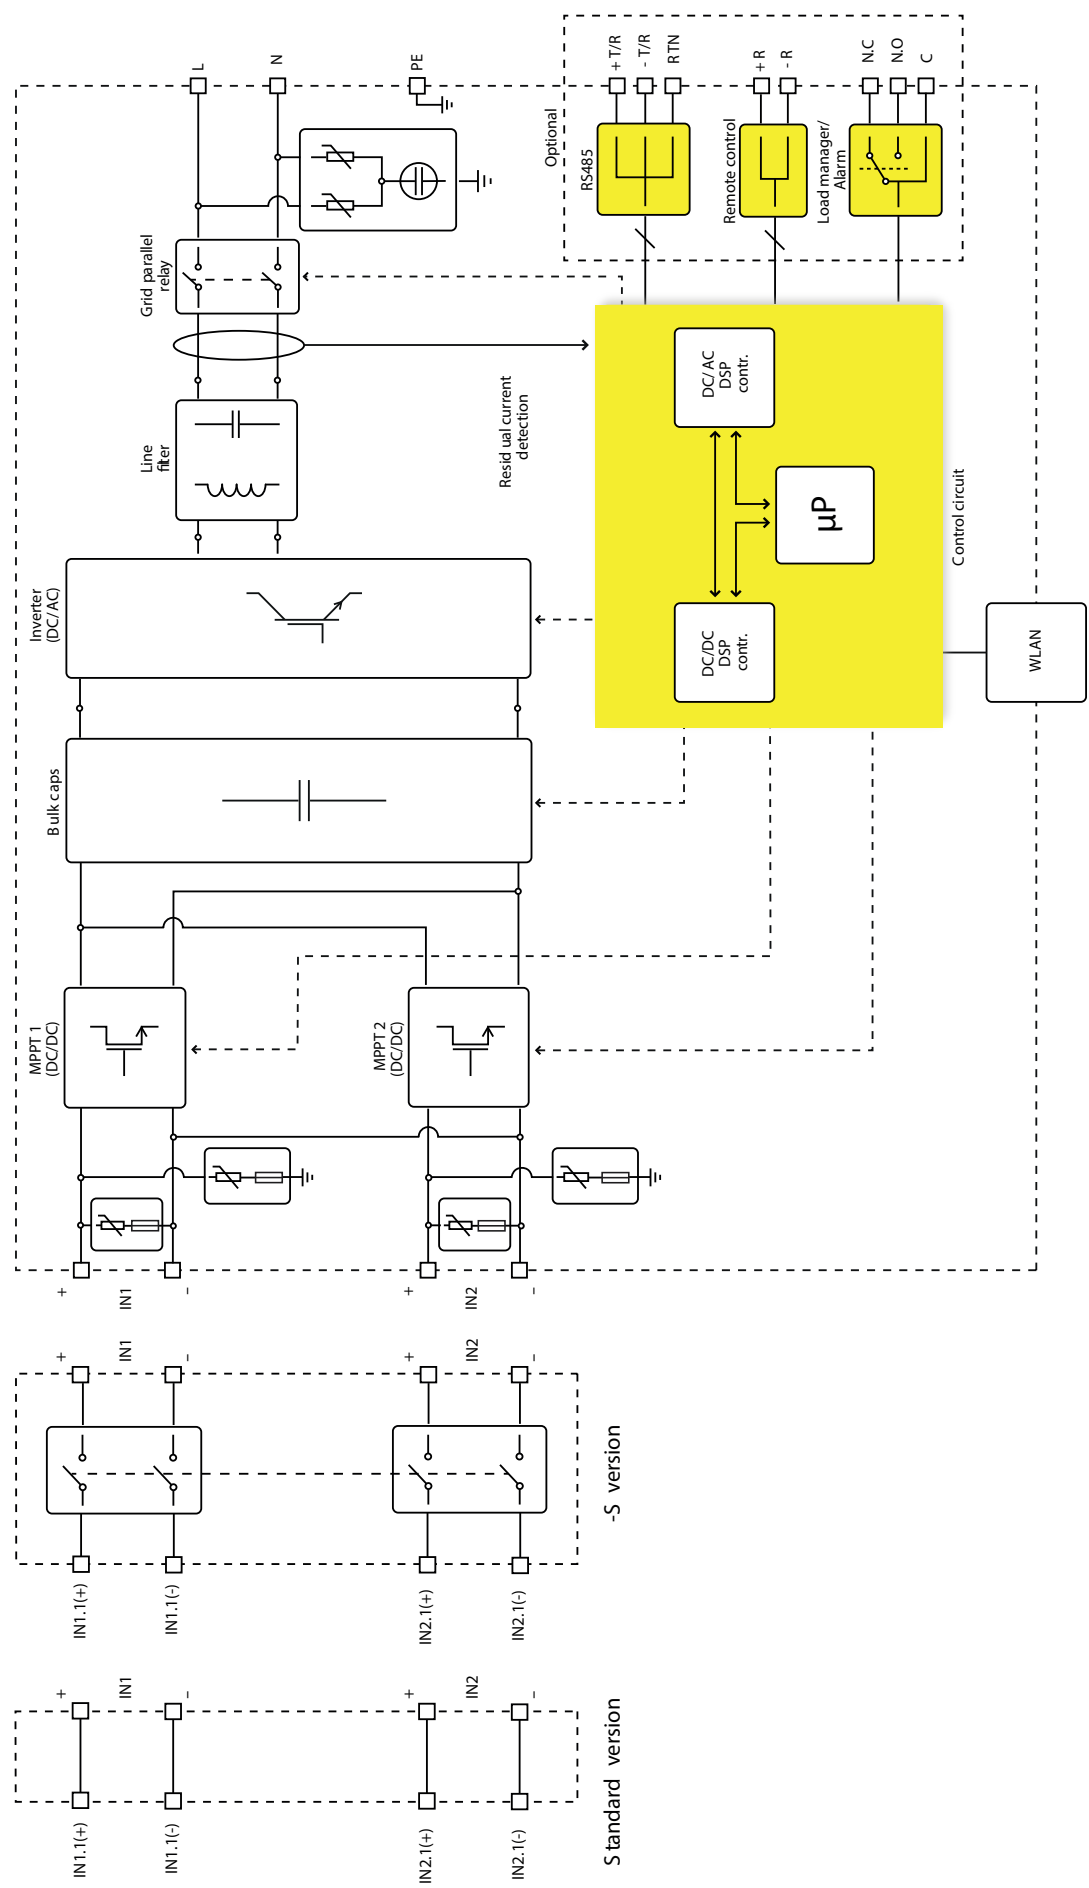 Standard version
IN1.1(+)
IN1.1(-)
IN2.1(+)
IN2.1(-)
+
IN1
–
+
IN2
–
-S version
IN1.1(+)
IN1.1(-)
IN2.1(+)
IN2.1(-)
+
IN1
–
+
IN2
–
+
IN1
–
+
IN2
–
MPPT 1
(DC/DC)
MPPT 2
(DC/DC)
Bulk caps
Inverter
(DC/AC)
Line
filter
Grid parallel
relay
L
N
PE
Residual current
detection
DC/DC
DSP
contr.
µP
DC/AC
DSP
contr.
Control circuit
WLAN
Optional
RS485
+ T/R
- T/R
RTN
Remote control
+ R
- R
Load manager/
Alarm
N.C
N.O
C